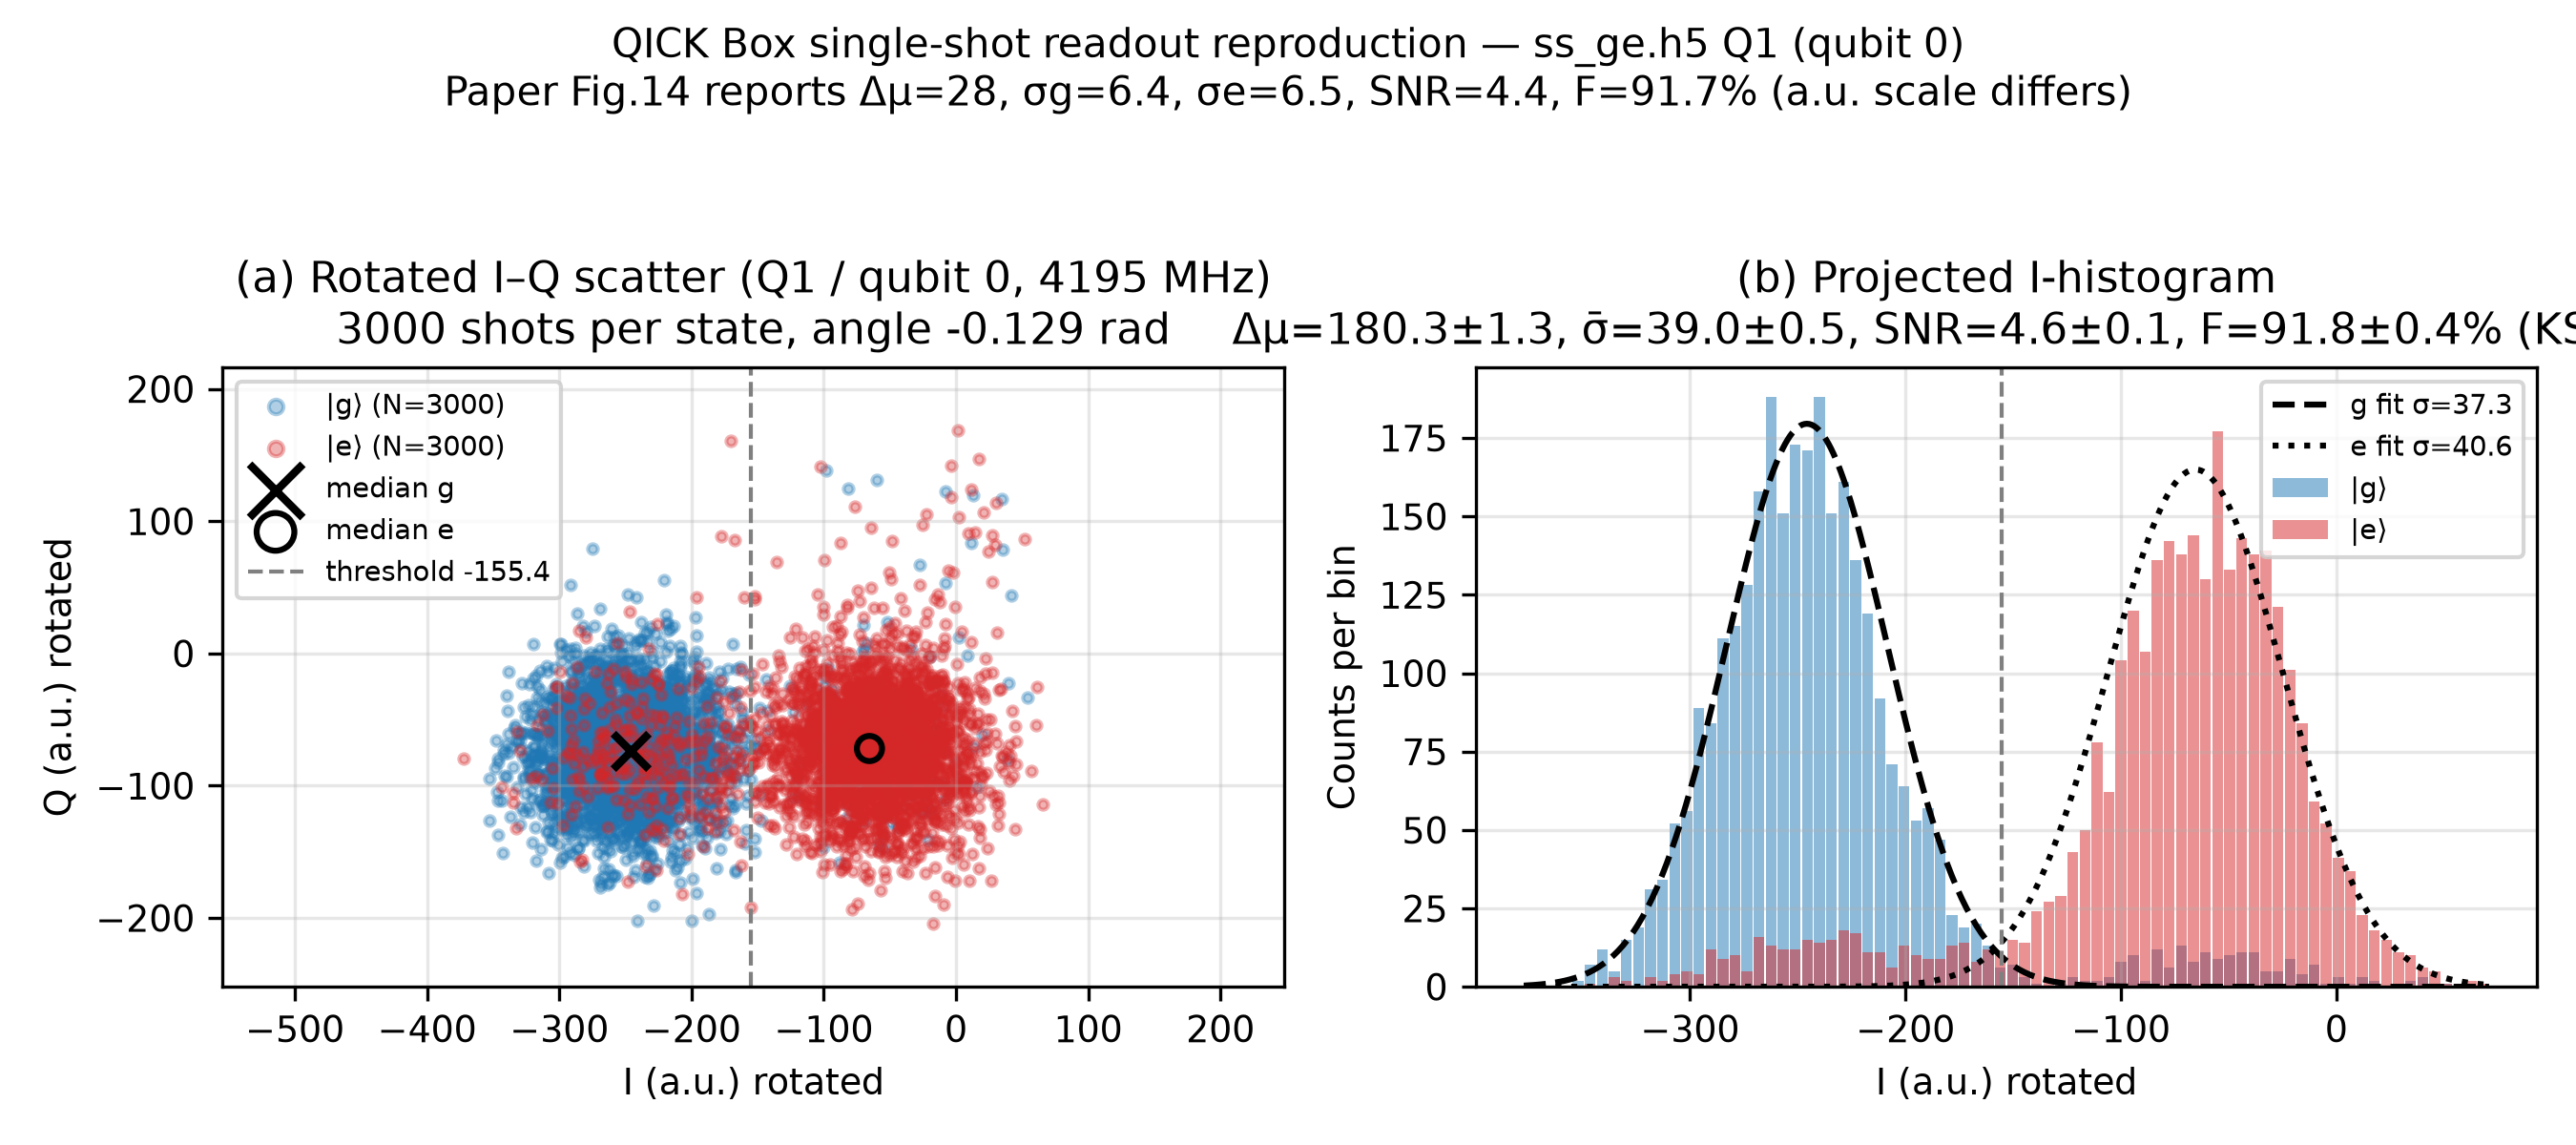 QICK Box single-shot readout reproduction — ss_ge.h5 Q1 (qubit 0)
Paper Fig.14 reports Δμ=28, σg=6.4, σe=6.5, SNR=4.4, F=91.7% (a.u. scale differs)
(a) Rotated I–Q scatter (Q1 / qubit 0, 4195 MHz)
3000 shots per state, angle -0.129 rad
|g⟩ (N=3000)
|e⟩ (N=3000)
median g
median e
threshold -155.4
200
100
0
−100
−200
Q (a.u.) rotated
−500 −400 −300 −200 −100 0 100 200
I (a.u.) rotated
(b) Projected I-histogram
Δμ=180.3±1.3, σ̄=39.0±0.5, SNR=4.6±0.1, F=91.8±0.4% (KS
g fit σ=37.3
e fit σ=40.6
|g⟩
|e⟩
175
150
125
100
75
50
25
0
Counts per bin
−300 −200 −100 0
I (a.u.) rotated